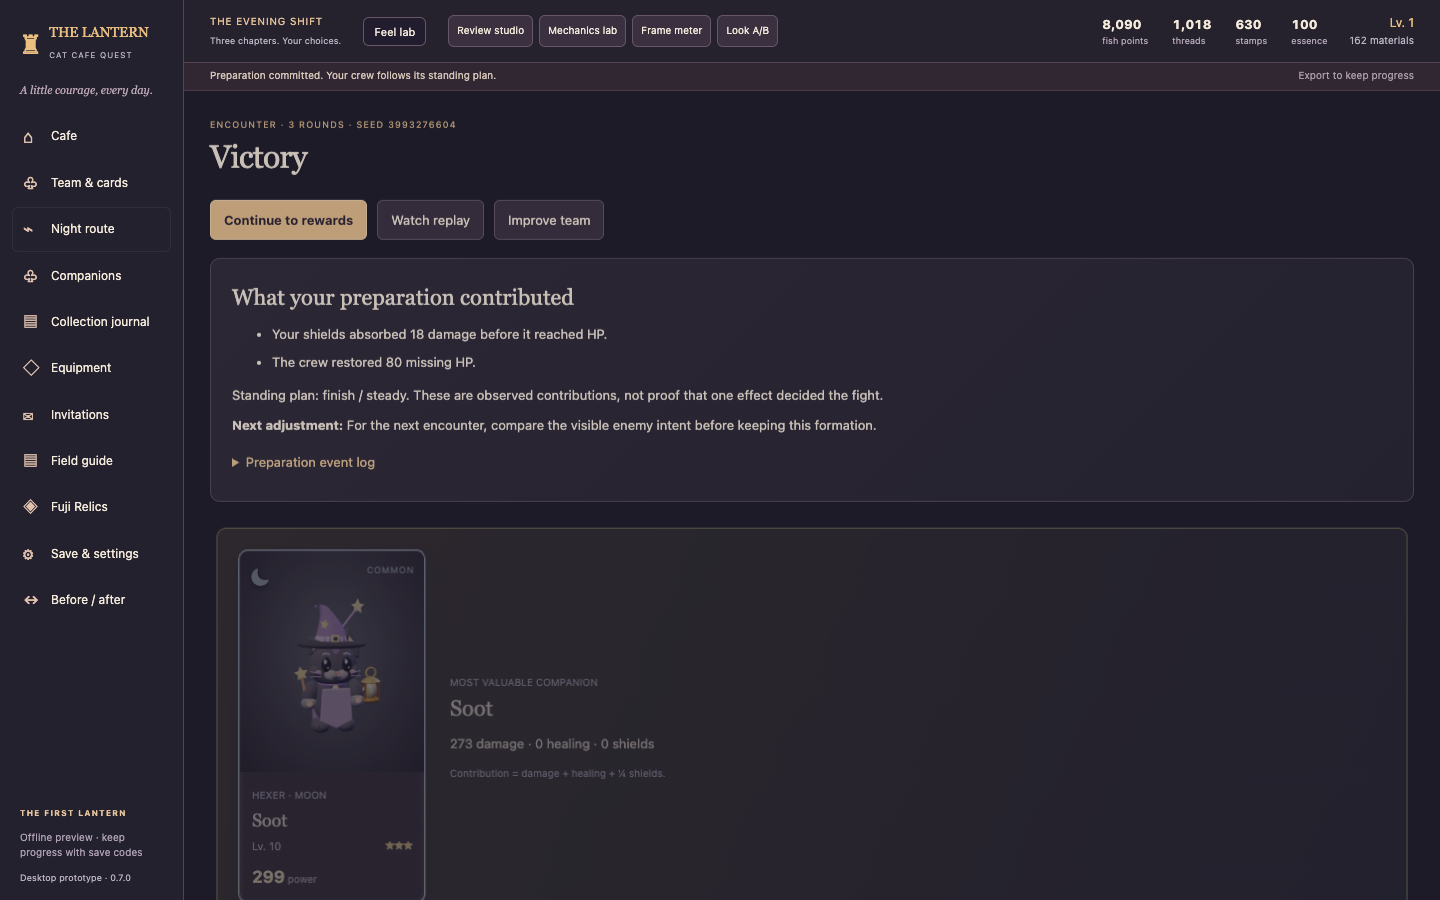 THE LANTERN
CAT CAFE QUEST
A little courage, every day.
Cafe
Team & cards
Night route
Companions
Collection journal
Equipment
Invitations
Field guide
Fuji Relics
Save & settings
Before / after
THE FIRST LANTERN
Offline preview · keep
progress with save codes
Desktop prototype · 0.7.0
THE EVENING SHIFT
Three chapters. Your choices.
Feel lab
Review studio
Mechanics lab
Frame meter
Look A/B
8,090
fish points
1,018
threads
630
stamps
100
essence
Lv. 1
162 materials
Preparation committed. Your crew follows its standing plan.
Export to keep progress
ENCOUNTER · 3 ROUNDS · SEED 3993276604
Victory
Continue to rewards
Watch replay
Improve team
What your preparation contributed
• Your shields absorbed 18 damage before it reached HP.
• The crew restored 80 missing HP.
Standing plan: finish / steady. These are observed contributions, not proof that one effect decided the fight.
Next adjustment: For the next encounter, compare the visible enemy intent before keeping this formation.
Preparation event log
COMMON
HEXER · MOON
Soot
Lv. 10
299 power
MOST VALUABLE COMPANION
Soot
273 damage · 0 healing · 0 shields
Contribution = damage + healing + ¼ shields.